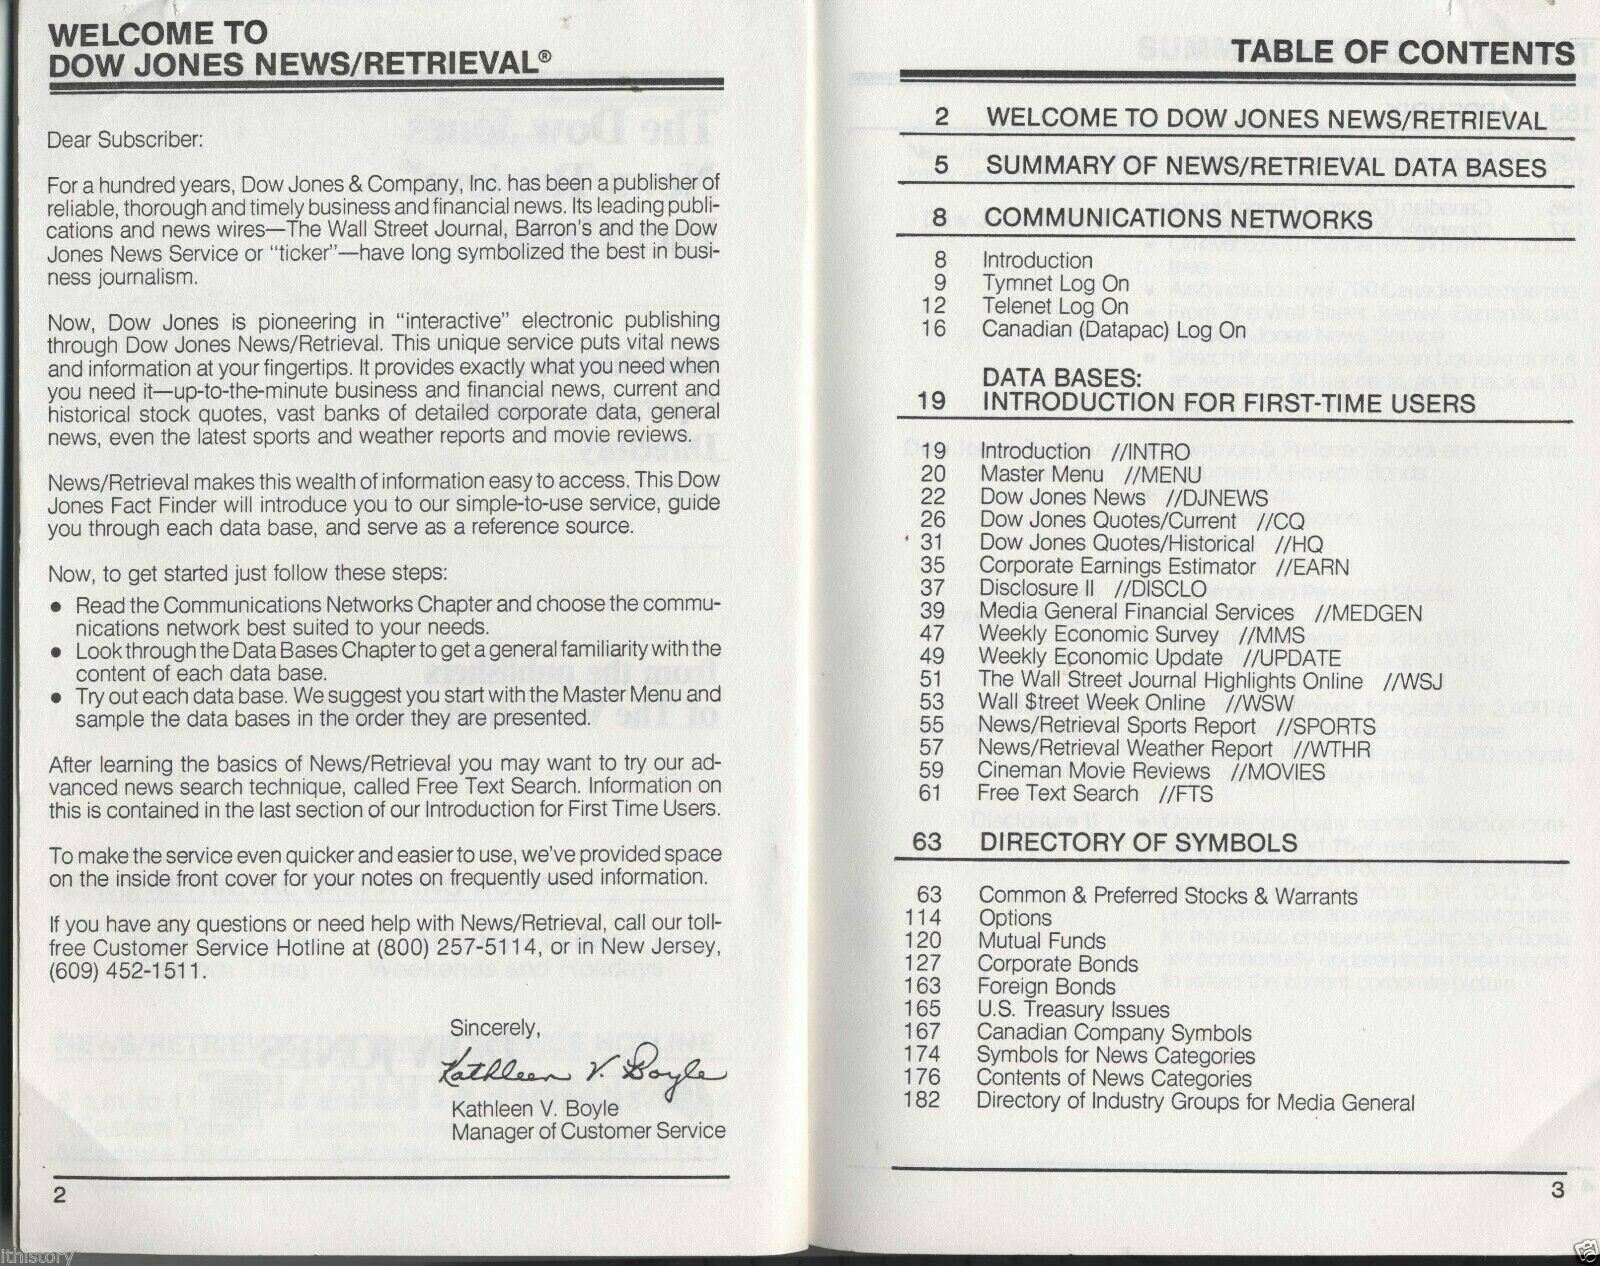 WELCOME TO
DOW JONES NEWS/RETRIEVAL®
Dear Subscriber:
For a hundred years, Dow Jones & Company, Inc. has been a publisher of
reliable, thorough and timely business and financial news. Its leading publi-
cations and news wires—The Wall Street Journal, Barron's and the Dow
Jones News Service or "ticker"—have long symbolized the best in busi-
ness journalism.
Now, Dow Jones is pioneering in "interactive" electronic publishing
through Dow Jones News/Retrieval. This unique service puts vital news
and information at your fingertips. It provides exactly what you need when
you need it—up-to-the-minute business and financial news, current and
historical stock quotes, vast banks of detailed corporate data, general
news, even the latest sports and weather reports and movie reviews.
News/Retrieval makes this wealth of information easy to access. This Dow
Jones Fact Finder will introduce you to our simple-to-use service, guide
you through each data base, and serve as a reference source.
Now, to get started just follow these steps:
● Read the Communications Networks Chapter and choose the commu-
nications network best suited to your needs.
● Look through the Data Bases Chapter to get a general familiarity with the
content of each data base.
● Try out each data base. We suggest you start with the Master Menu and
sample the data bases in the order they are presented.
After learning the basics of News/Retrieval you may want to try our ad-
vanced news search technique, called Free Text Search. Information on
this is contained in the last section of our Introduction for First Time Users.
To make the service even quicker and easier to use, we've provided space
on the inside front cover for your notes on frequently used information.
If you have any questions or need help with News/Retrieval, call our toll-
free Customer Service Hotline at (800) 257-5114, or in New Jersey,
(609) 452-1511.
Sincerely,
Kathleen V. Boyle
Kathleen V. Boyle
Manager of Customer Service
2
TABLE OF CONTENTS
2 WELCOME TO DOW JONES NEWS/RETRIEVAL
5 SUMMARY OF NEWS/RETRIEVAL DATA BASES
8 COMMUNICATIONS NETWORKS
8 Introduction
9 Tymnet Log On
12 Telenet Log On
16 Canadian (Datapac) Log On
DATA BASES:
19 INTRODUCTION FOR FIRST-TIME USERS
19 Introduction //INTRO
20 Master Menu //MENU
22 Dow Jones News //DJNEWS
26 Dow Jones Quotes/Current //CQ
31 Dow Jones Quotes/Historical //HQ
35 Corporate Earnings Estimator //EARN
37 Disclosure II //DISCLO
39 Media General Financial Services //MEDGEN
47 Weekly Economic Survey //MMS
49 Weekly Economic Update //UPDATE
51 The Wall Street Journal Highlights Online //WSJ
53 Wall $treet Week Online //WSW
55 News/Retrieval Sports Report //SPORTS
57 News/Retrieval Weather Report //WTHR
59 Cineman Movie Reviews //MOVIES
61 Free Text Search //FTS
63 DIRECTORY OF SYMBOLS
63 Common & Preferred Stocks & Warrants
114 Options
120 Mutual Funds
127 Corporate Bonds
163 Foreign Bonds
165 U.S. Treasury Issues
167 Canadian Company Symbols
174 Symbols for News Categories
176 Contents of News Categories
182 Directory of Industry Groups for Media General
3
ithistory